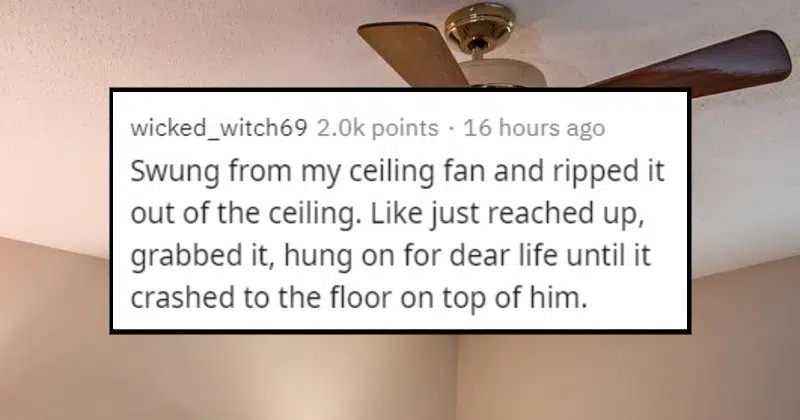 wicked_witch69 2.0k points · 16 hours ago
Swung from my ceiling fan and ripped it
out of the ceiling. Like just reached up,
grabbed it, hung on for dear life until it
crashed to the floor on top of him.